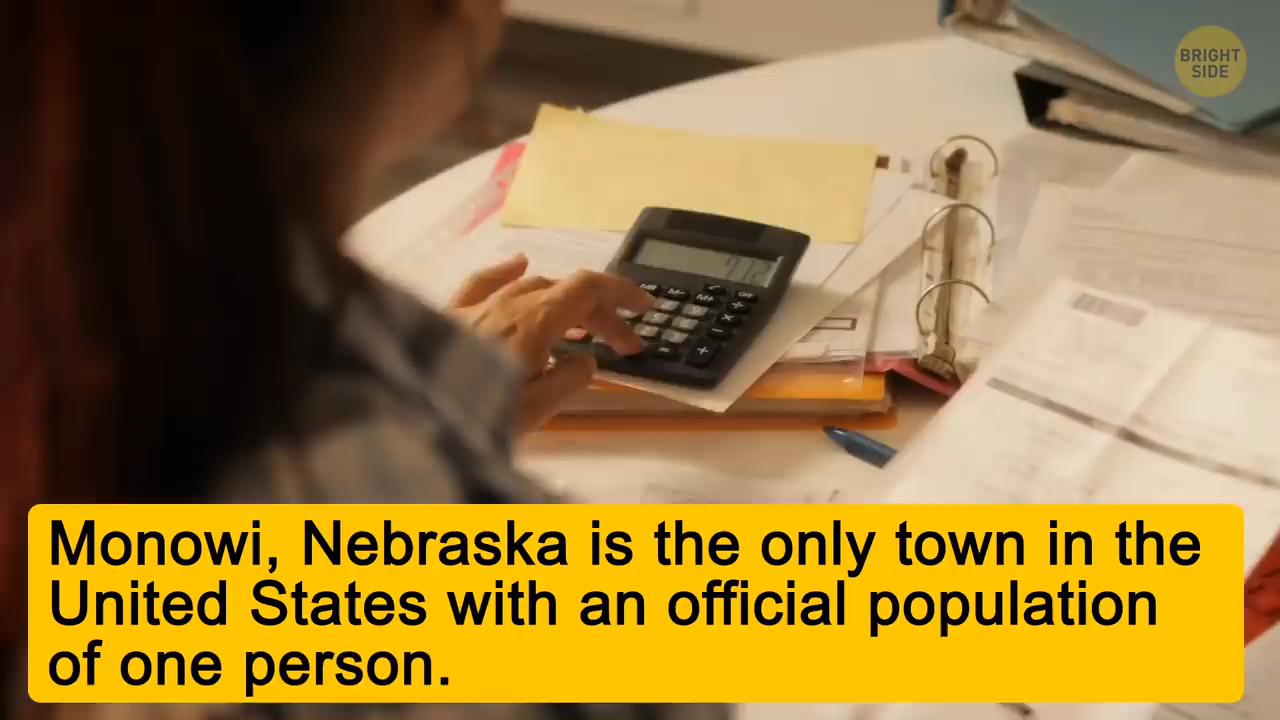 BRIGHT
SIDE
Monowi, Nebraska is the only town in the
United States with an official population
of one person.